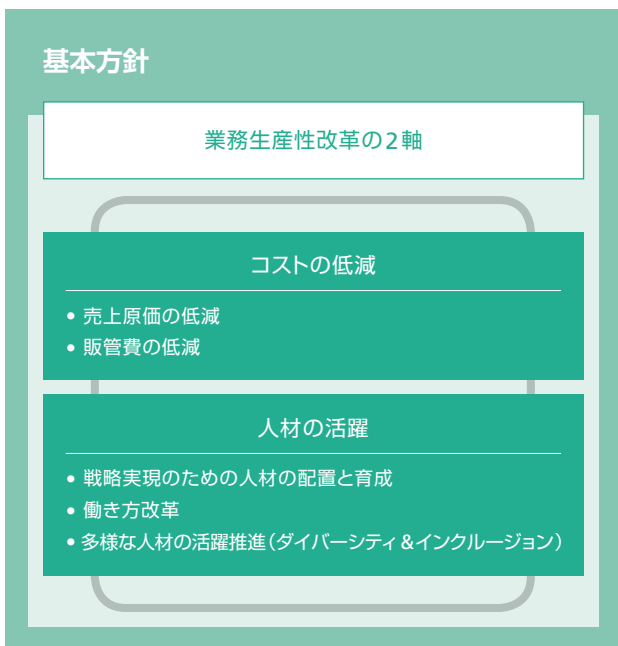 基本方針
業務生産性改革の2軸
コストの低減
• 売上原価の低減
• 販管費の低減
人材の活躍
• 戦略実現のための人材の配置と育成
• 働き方改革
• 多様な人材の活躍推進（ダイバーシティ&インクルージョン）